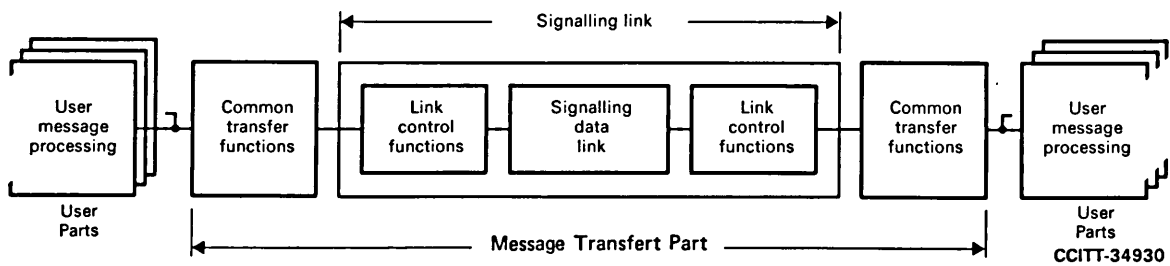 Signalling link
User
message
processing
Common
transfer
functions
Link
control
functions
Signalling
data
link
Link
control
functions
Common
transfer
functions
User
message
processing
User
Parts
Message Transfert Part
User
Parts
CCITT-34930